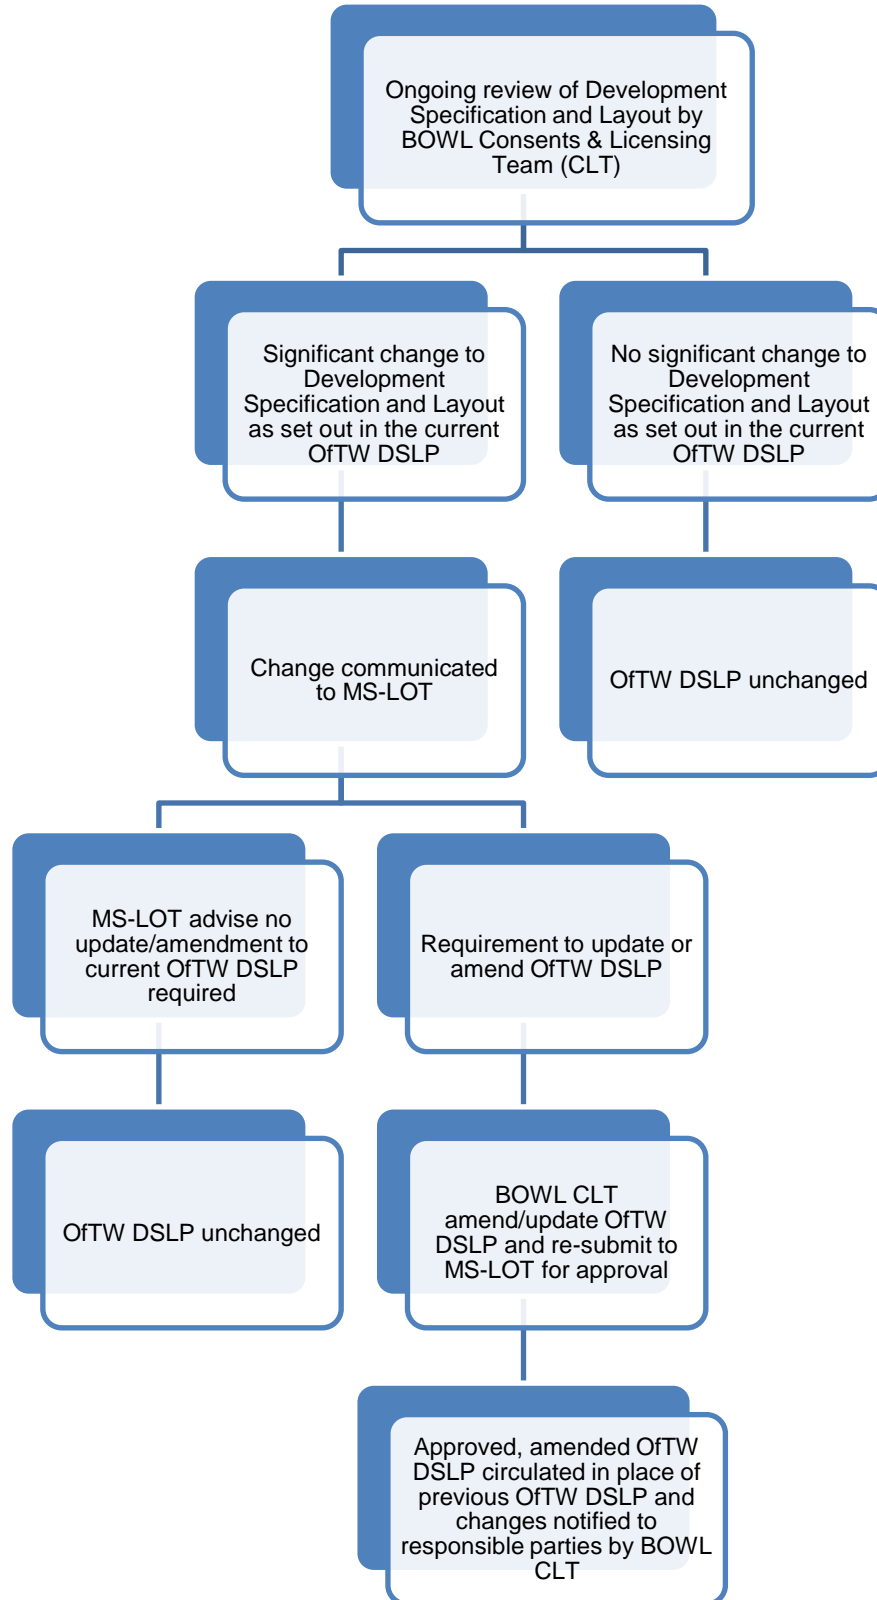 Ongoing review of Development
Specification and Layout by
BOWL Consents & Licensing
Team (CLT)
Significant change to
Development
Specification and Layout
as set out in the current
OfTW DSLP
No significant change to
Development
Specification and Layout
as set out in the current
OfTW DSLP
Change communicated
to MS-LOT
OfTW DSLP unchanged
MS-LOT advise no
update/amendment to
current OfTW DSLP
required
Requirement to update or
amend OfTW DSLP
OfTW DSLP unchanged
BOWL CLT
amend/update OfTW
DSLP and re-submit to
MS-LOT for approval
Approved, amended OfTW
DSLP circulated in place of
previous OfTW DSLP and
changes notified to
responsible parties by BOWL
CLT